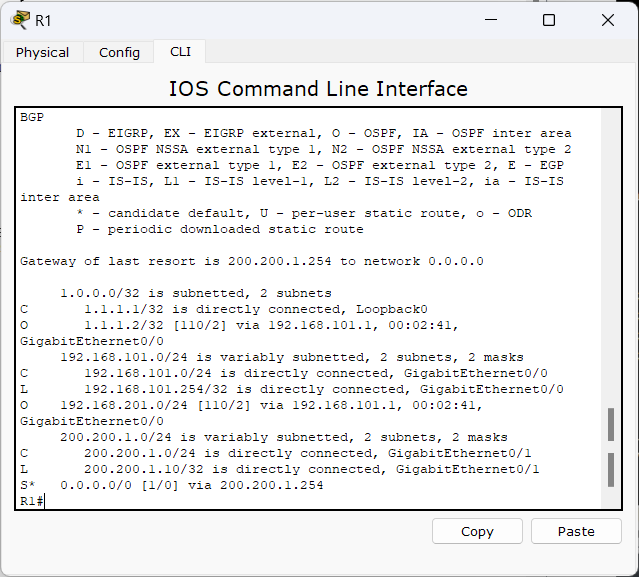 R1
Physical Config CLI
IOS Command Line Interface
BGP
       D - EIGRP, EX - EIGRP external, O - OSPF, IA - OSPF inter area
       N1 - OSPF NSSA external type 1, N2 - OSPF NSSA external type 2
       E1 - OSPF external type 1, E2 - OSPF external type 2, E - EGP
       i - IS-IS, L1 - IS-IS level-1, L2 - IS-IS level-2, ia - IS-IS
inter area
       * - candidate default, U - per-user static route, o - ODR
       P - periodic downloaded static route

Gateway of last resort is 200.200.1.254 to network 0.0.0.0

     1.0.0.0/32 is subnetted, 2 subnets
C       1.1.1.1/32 is directly connected, Loopback0
O       1.1.1.2/32 [110/2] via 192.168.101.1, 00:02:41,
GigabitEthernet0/0
     192.168.101.0/24 is variably subnetted, 2 subnets, 2 masks
C       192.168.101.0/24 is directly connected, GigabitEthernet0/0
L       192.168.101.254/32 is directly connected, GigabitEthernet0/0
O    192.168.201.0/24 [110/2] via 192.168.101.1, 00:02:41,
GigabitEthernet0/0
     200.200.1.0/24 is variably subnetted, 2 subnets, 2 masks
C       200.200.1.0/24 is directly connected, GigabitEthernet0/1
L       200.200.1.10/32 is directly connected, GigabitEthernet0/1
S*   0.0.0.0/0 [1/0] via 200.200.1.254
R1#
Copy Paste